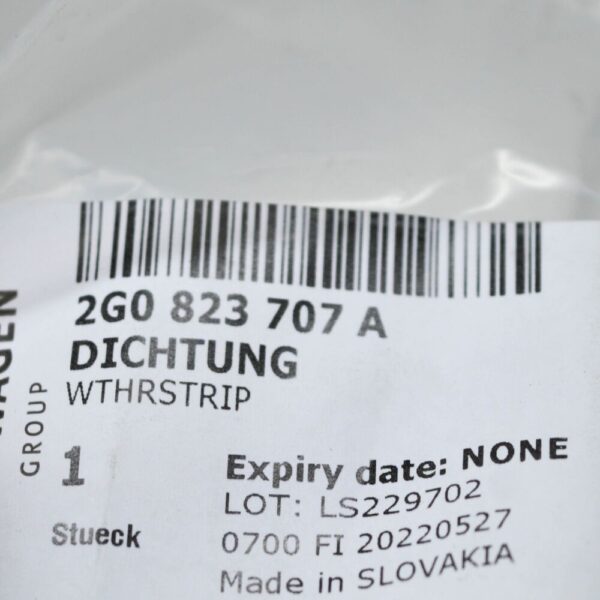 2G0 823 707 A
DICHTUNG
WTHRSTRIP
GROUP
1
Stueck
Expiry date: NONE
LOT: LS229702
0700 FI 20220527
Made in SLOVAKIA